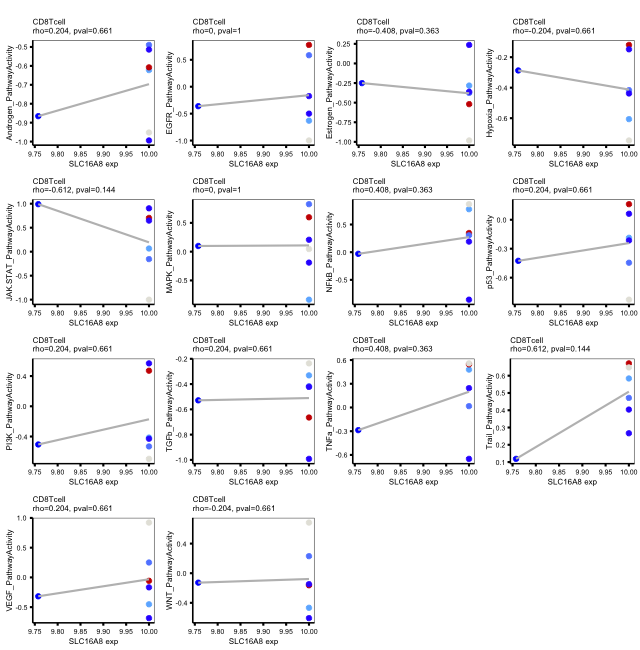 CD8Tcell
rho=0.204, pval=0.661
Androgen_PathwayActivity
-0.5
-0.6
-0.7
-0.8
-0.9
-1.0
9.75 9.80 9.85 9.90 9.95 10.00
SLC16A8 exp
CD8Tcell
rho=0, pval=1
EGFR_PathwayActivity
0.5
0.0
-0.5
-1.0
9.75 9.80 9.85 9.90 9.95 10.00
SLC16A8 exp
CD8Tcell
rho=-0.408, pval=0.363
Estrogen_PathwayActivity
0.25
0.00
-0.25
-0.50
-0.75
-1.00
9.75 9.80 9.85 9.90 9.95 10.00
SLC16A8 exp
CD8Tcell
rho=-0.204, pval=0.661
Hypoxia_PathwayActivity
-0.2
-0.4
-0.6
9.75 9.80 9.85 9.90 9.95 10.00
SLC16A8 exp
CD8Tcell
rho=-0.612, pval=0.144
JAK.STAT_PathwayActivity
1.0
0.5
0.0
-0.5
-1.0
9.75 9.80 9.85 9.90 9.95 10.00
SLC16A8 exp
CD8Tcell
rho=0, pval=1
MAPK_PathwayActivity
0.5
0.0
-0.5
9.75 9.80 9.85 9.90 9.95 10.00
SLC16A8 exp
CD8Tcell
rho=0.408, pval=0.363
NFkB_PathwayActivity
0.5
0.0
-0.5
9.75 9.80 9.85 9.90 9.95 10.00
SLC16A8 exp
CD8Tcell
rho=0.204, pval=0.661
p53_PathwayActivity
0.0
-0.3
-0.6
9.75 9.80 9.85 9.90 9.95 10.00
SLC16A8 exp
CD8Tcell
rho=0.204, pval=0.661
PI3K_PathwayActivity
0.4
0.0
-0.4
9.75 9.80 9.85 9.90 9.95 10.00
SLC16A8 exp
CD8Tcell
rho=0.204, pval=0.661
TGFb_PathwayActivity
-0.2
-0.4
-0.6
-0.8
-1.0
9.75 9.80 9.85 9.90 9.95 10.00
SLC16A8 exp
CD8Tcell
rho=0.408, pval=0.363
TNFa_PathwayActivity
0.6
0.3
0.0
-0.3
-0.6
9.75 9.80 9.85 9.90 9.95 10.00
SLC16A8 exp
CD8Tcell
rho=0.612, pval=0.144
Trail_PathwayActivity
0.6
0.5
0.4
0.3
0.2
0.1
9.75 9.80 9.85 9.90 9.95 10.00
SLC16A8 exp
CD8Tcell
rho=0.204, pval=0.661
VEGF_PathwayActivity
1.0
0.5
0.0
-0.5
9.75 9.80 9.85 9.90 9.95 10.00
SLC16A8 exp
CD8Tcell
rho=-0.204, pval=0.661
WNT_PathwayActivity
0.4
0.0
-0.4
9.75 9.80 9.85 9.90 9.95 10.00
SLC16A8 exp